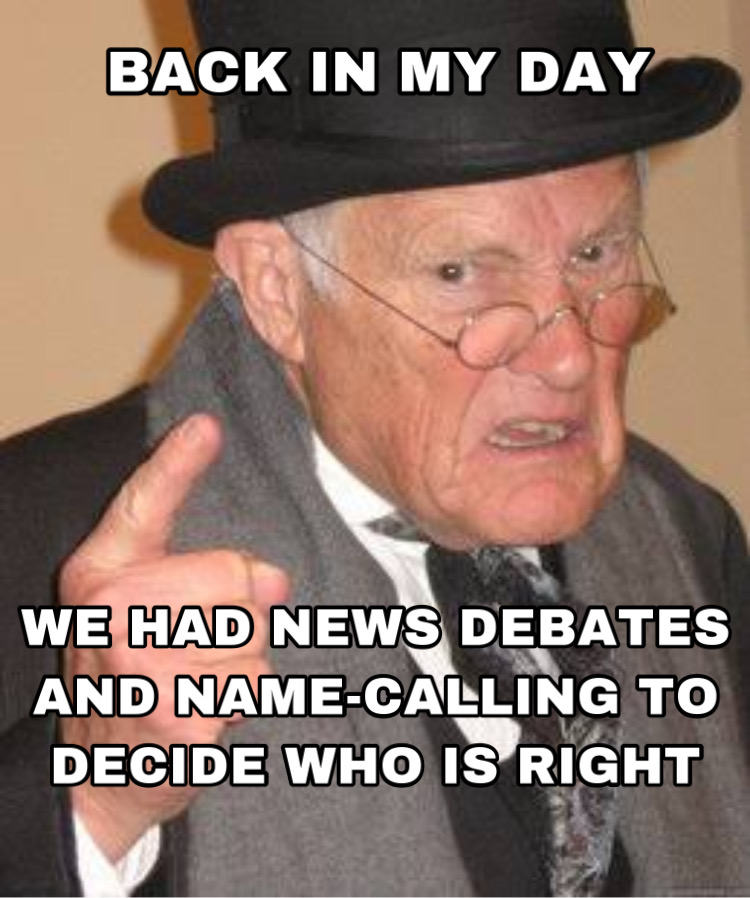 BACK IN MY DAY
WE HAD NEWS DEBATES
AND NAME-CALLING TO
DECIDE WHO IS RIGHT